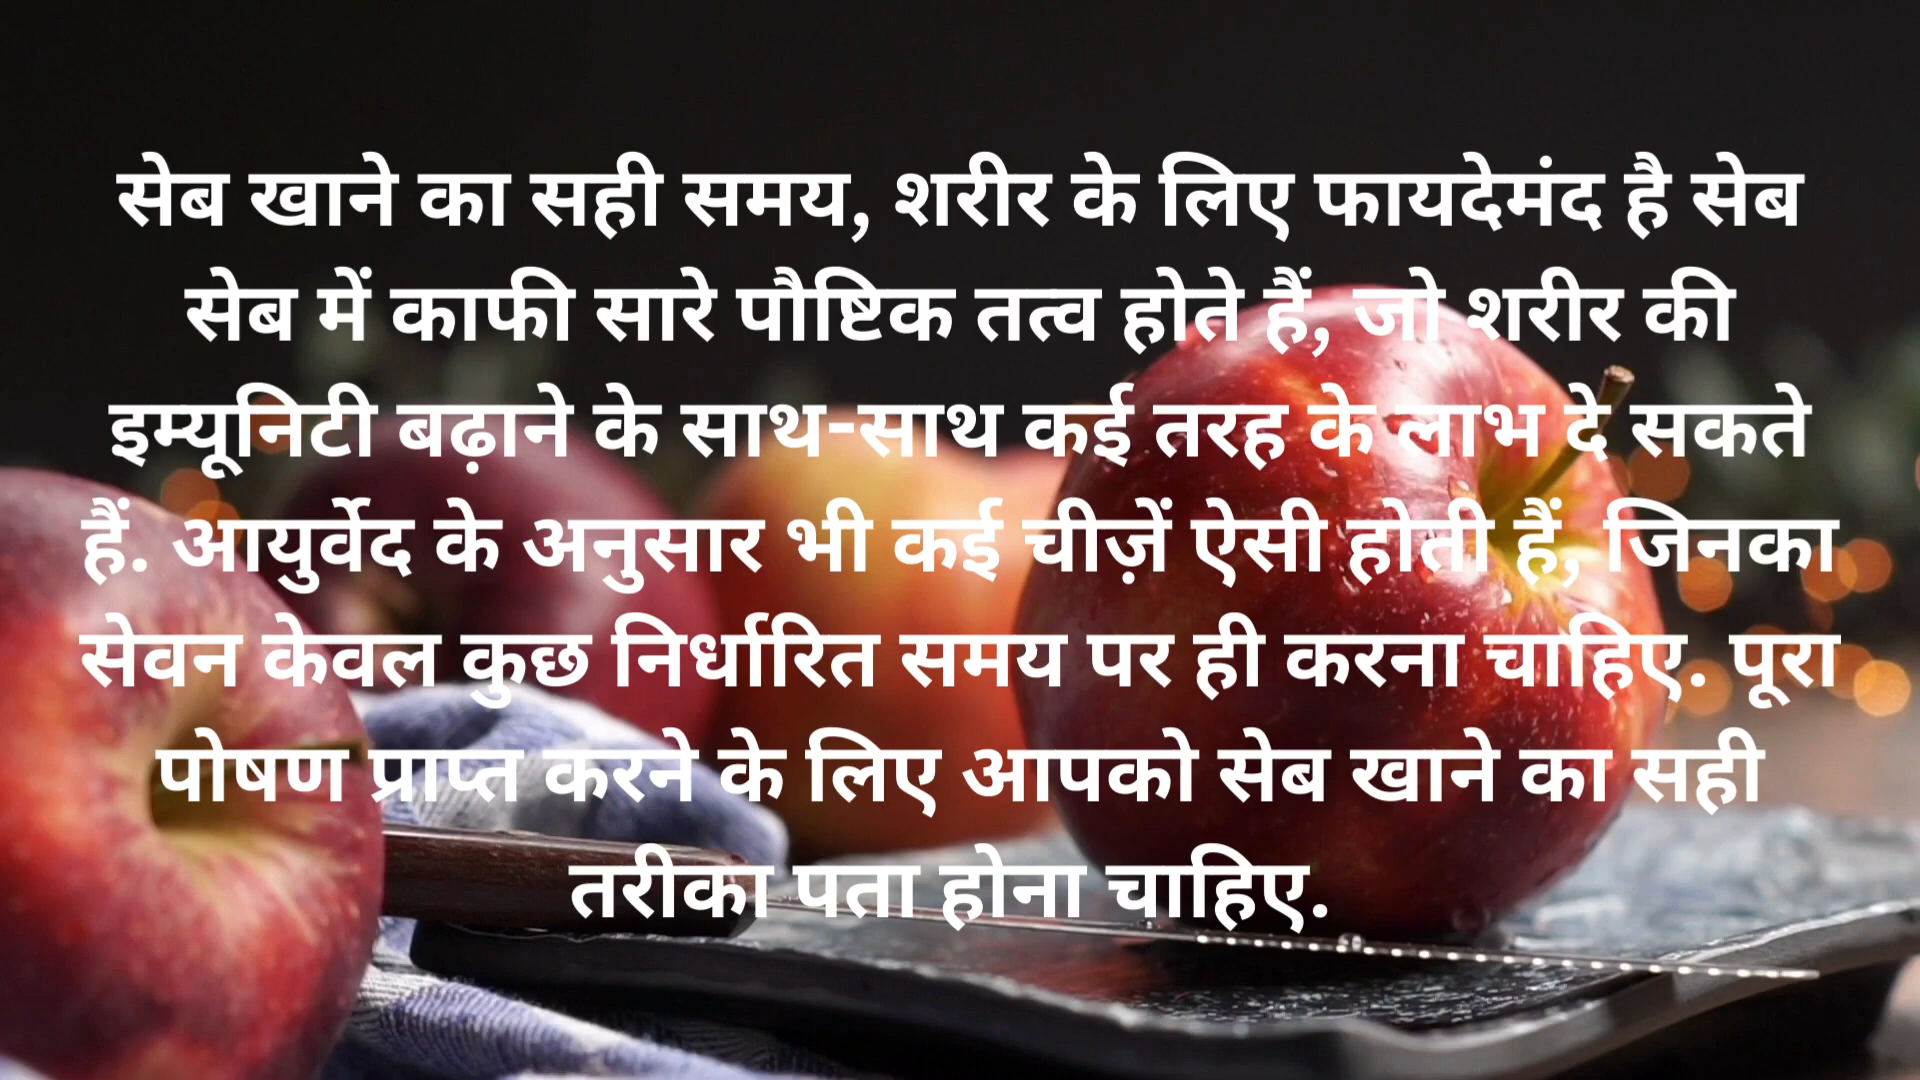 सेब खाने का सही समय, शरीर के लिए फायदेमंद है सेब
सेब में काफी सारे पौष्टिक तत्व होते हैं, जो शरीर की
इम्यूनिटी बढ़ाने के साथ-साथ कई तरह के लाभ दे सकते
हैं. आयुर्वेद के अनुसार भी कई चीज़ें ऐसी होती हैं, जिनका
सेवन केवल कुछ निर्धारित समय पर ही करना चाहिए. पूरा
पोषण प्राप्त करने के लिए आपको सेब खाने का सही
तरीका पता होना चाहिए.